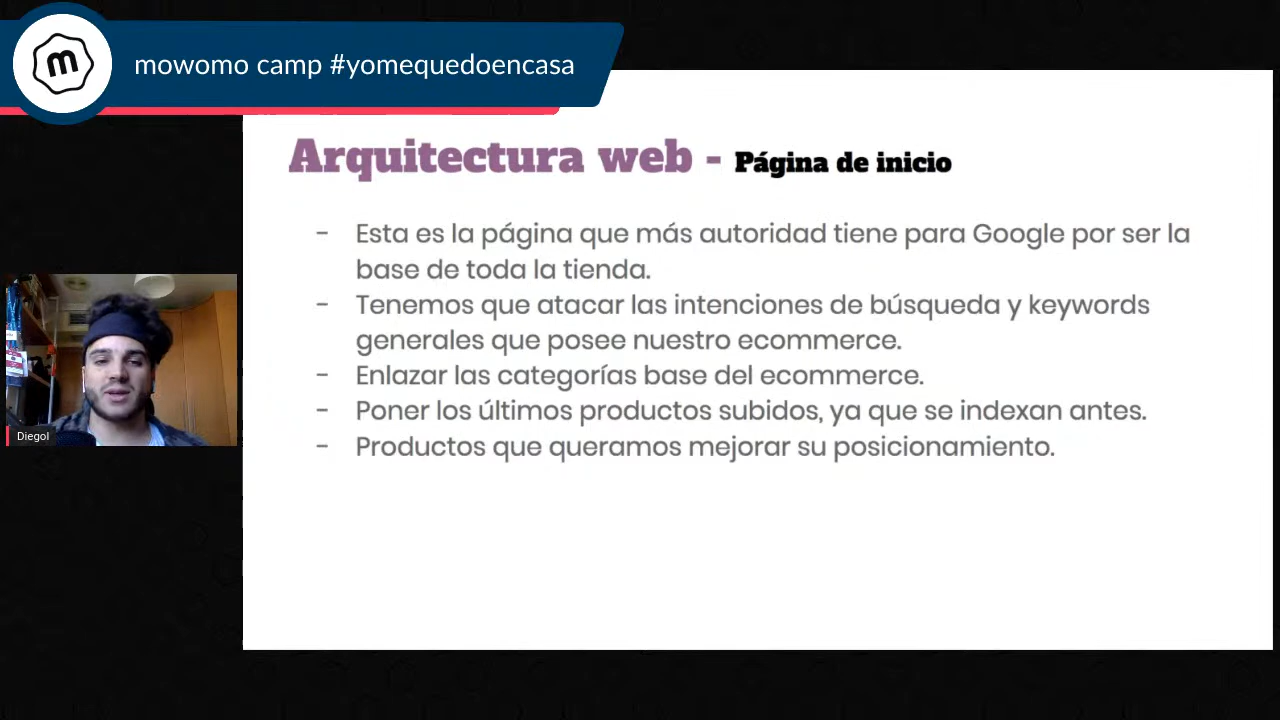 m
mowomo camp #yomequedoencasa
Arquitectura web - Página de inicio
- Esta es la página que más autoridad tiene para Google por ser la
base de toda la tienda.
- Tenemos que atacar las intenciones de búsqueda y keywords
generales que posee nuestro ecommerce.
- Enlazar las categorías base del ecommerce.
- Poner los últimos productos subidos, ya que se indexan antes.
- Productos que queramos mejorar su posicionamiento.
Diegol